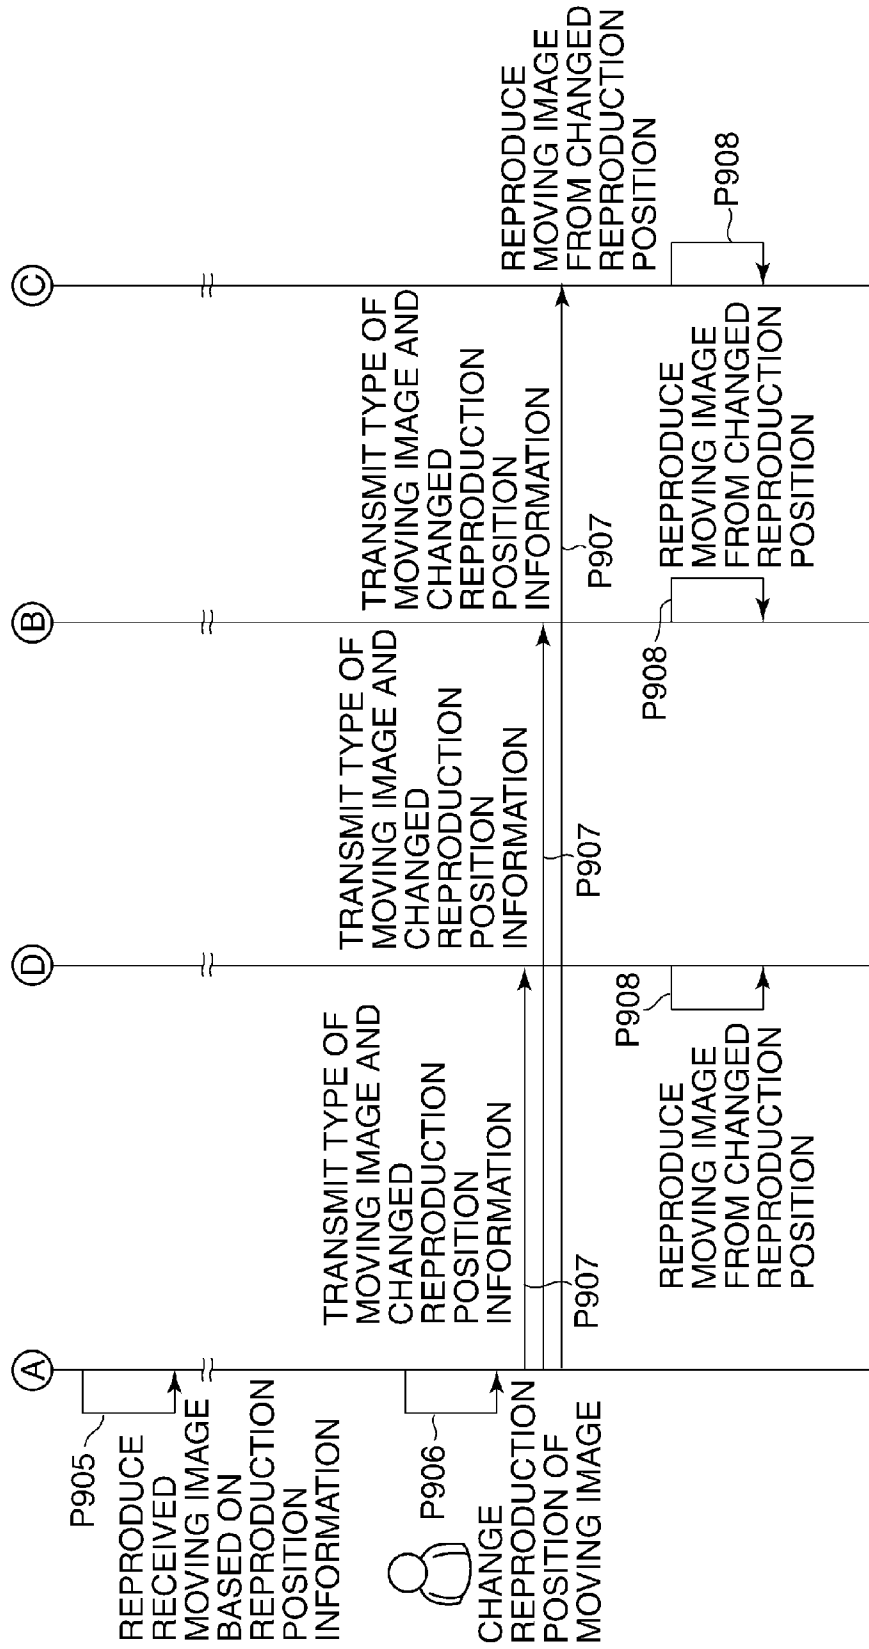 A
D
B
C
P905
REPRODUCE
RECEIVED
MOVING IMAGE
BASED ON
REPRODUCTION
POSITION
INFORMATION
P906
CHANGE
REPRODUCTION
POSITION OF
MOVING IMAGE
TRANSMIT TYPE OF
MOVING IMAGE AND
CHANGED
REPRODUCTION
POSITION
INFORMATION
P907
TRANSMIT TYPE OF
MOVING IMAGE AND
CHANGED
REPRODUCTION
POSITION
INFORMATION
P907
TRANSMIT TYPE OF
MOVING IMAGE AND
CHANGED
REPRODUCTION
POSITION
INFORMATION
P907
P908
REPRODUCE
MOVING IMAGE
FROM CHANGED
REPRODUCTION
POSITION
P908
REPRODUCE
MOVING IMAGE
FROM CHANGED
REPRODUCTION
POSITION
REPRODUCE
MOVING IMAGE
FROM CHANGED
REPRODUCTION
POSITION
P908